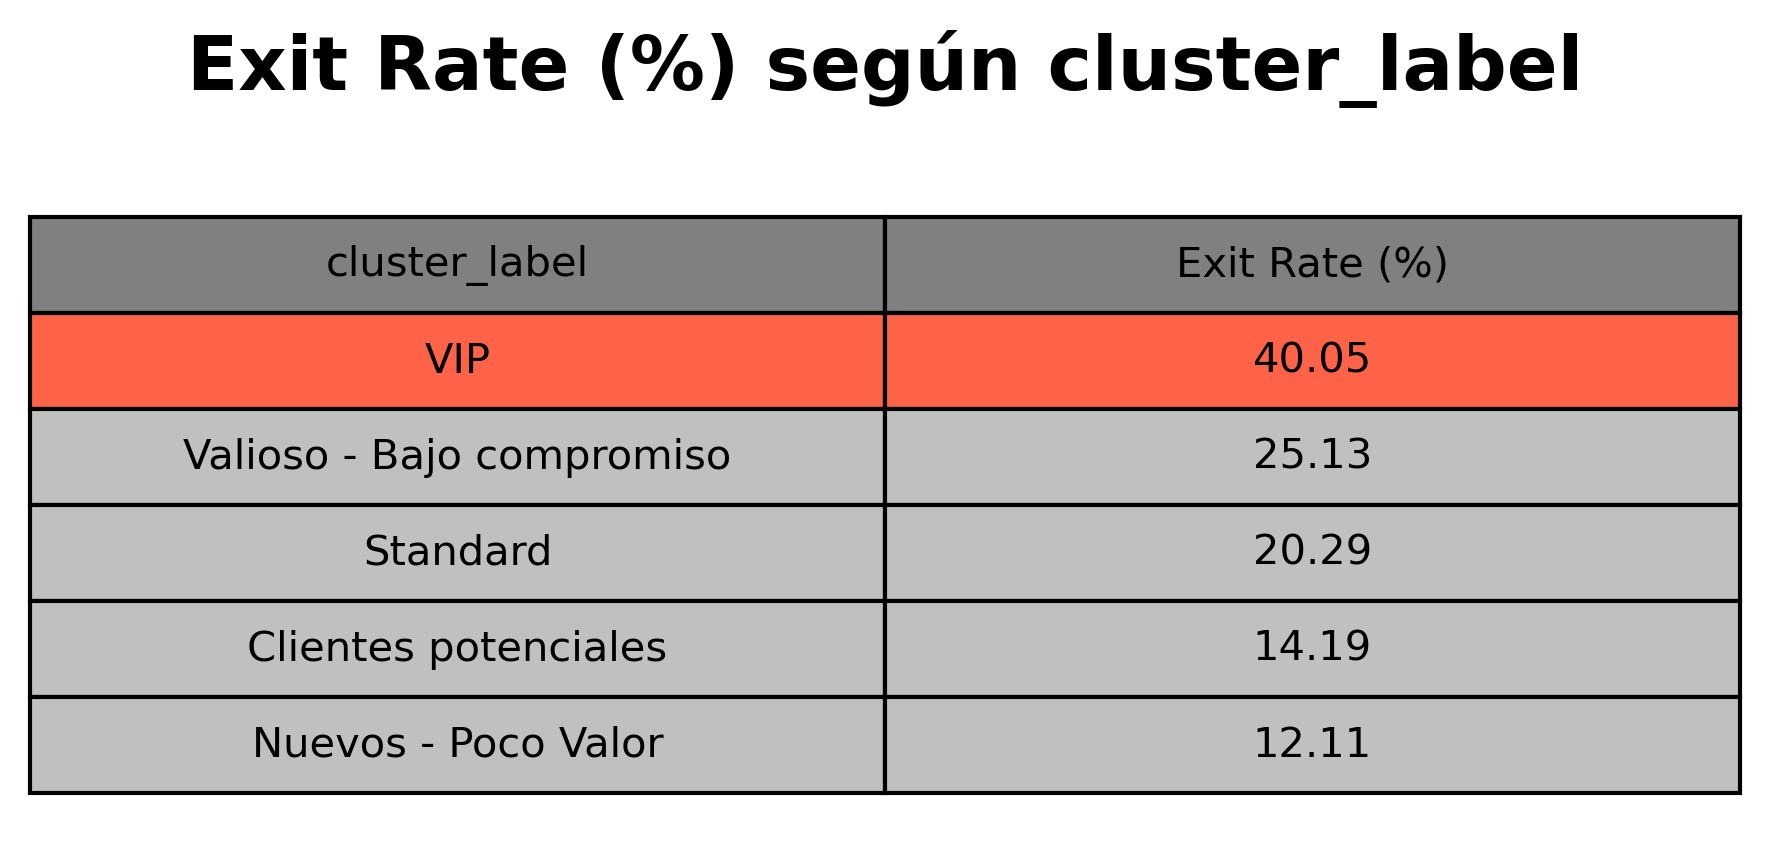 Exit Rate (%) según cluster_label
cluster_label Exit Rate (%)
VIP 40.05
Valioso - Bajo compromiso 25.13
Standard 20.29
Clientes potenciales 14.19
Nuevos - Poco Valor 12.11